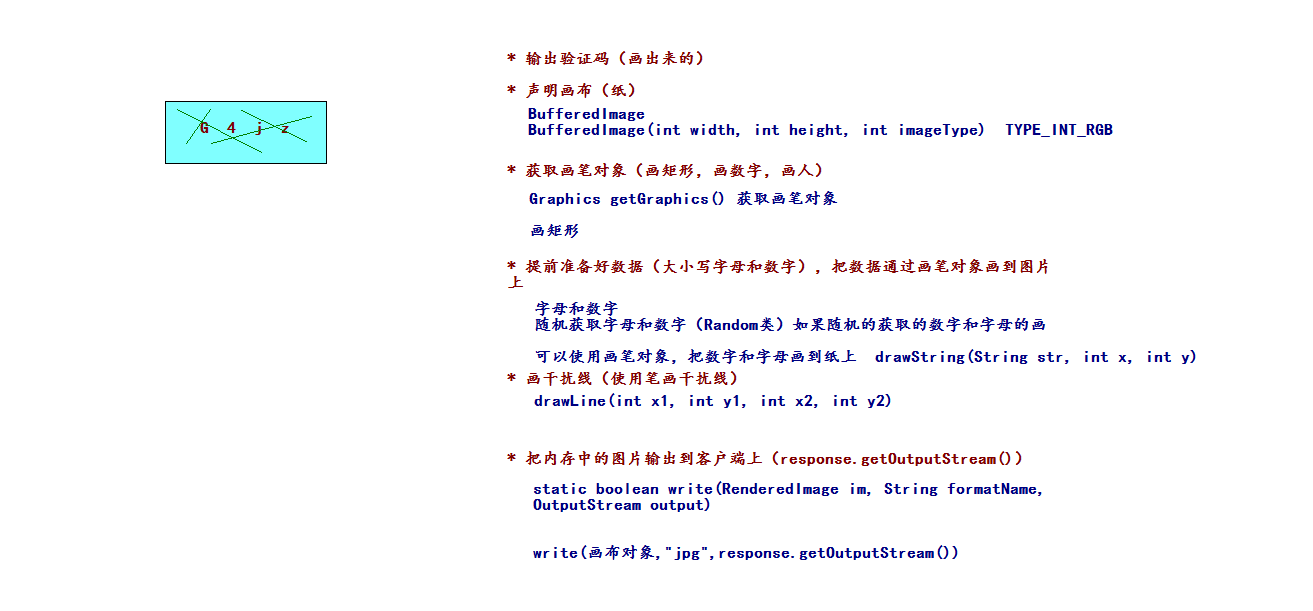 * 输出验证码（画出来的）
* 声明画布（纸）
G 4 j z
BufferedImage
BufferedImage(int width, int height, int imageType)  TYPE_INT_RGB
* 获取画笔对象（画矩形, 画数字, 画人）
Graphics getGraphics() 获取画笔对象
画矩形
* 提前准备好数据（大小写字母和数字）, 把数据通过画笔对象画到图片
上
字母和数字
随机获取字母和数字（Random类）如果随机的获取的数字和字母的画
可以使用画笔对象, 把数字和字母画到纸上  drawString(String str, int x, int y)
* 画干扰线（使用笔画干扰线）
drawLine(int x1, int y1, int x2, int y2)
* 把内存中的图片输出到客户端上（response.getOutputStream()）
static boolean write(RenderedImage im, String formatName,
OutputStream output)
write(画布对象,"jpg",response.getOutputStream())